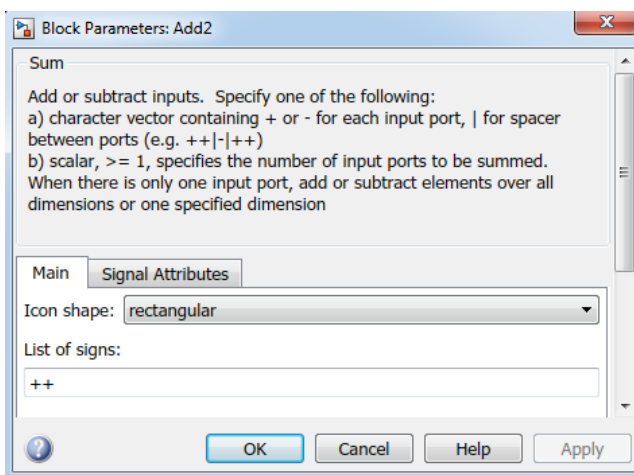 Block Parameters: Add2
Sum
Add or subtract inputs.  Specify one of the following:
a) character vector containing + or - for each input port, | for spacer
between ports (e.g. ++|-|++)
b) scalar, >= 1, specifies the number of input ports to be summed.
When there is only one input port, add or subtract elements over all
dimensions or one specified dimension
Main Signal Attributes
Icon shape: rectangular
List of signs:
++
? OK Cancel Help Apply